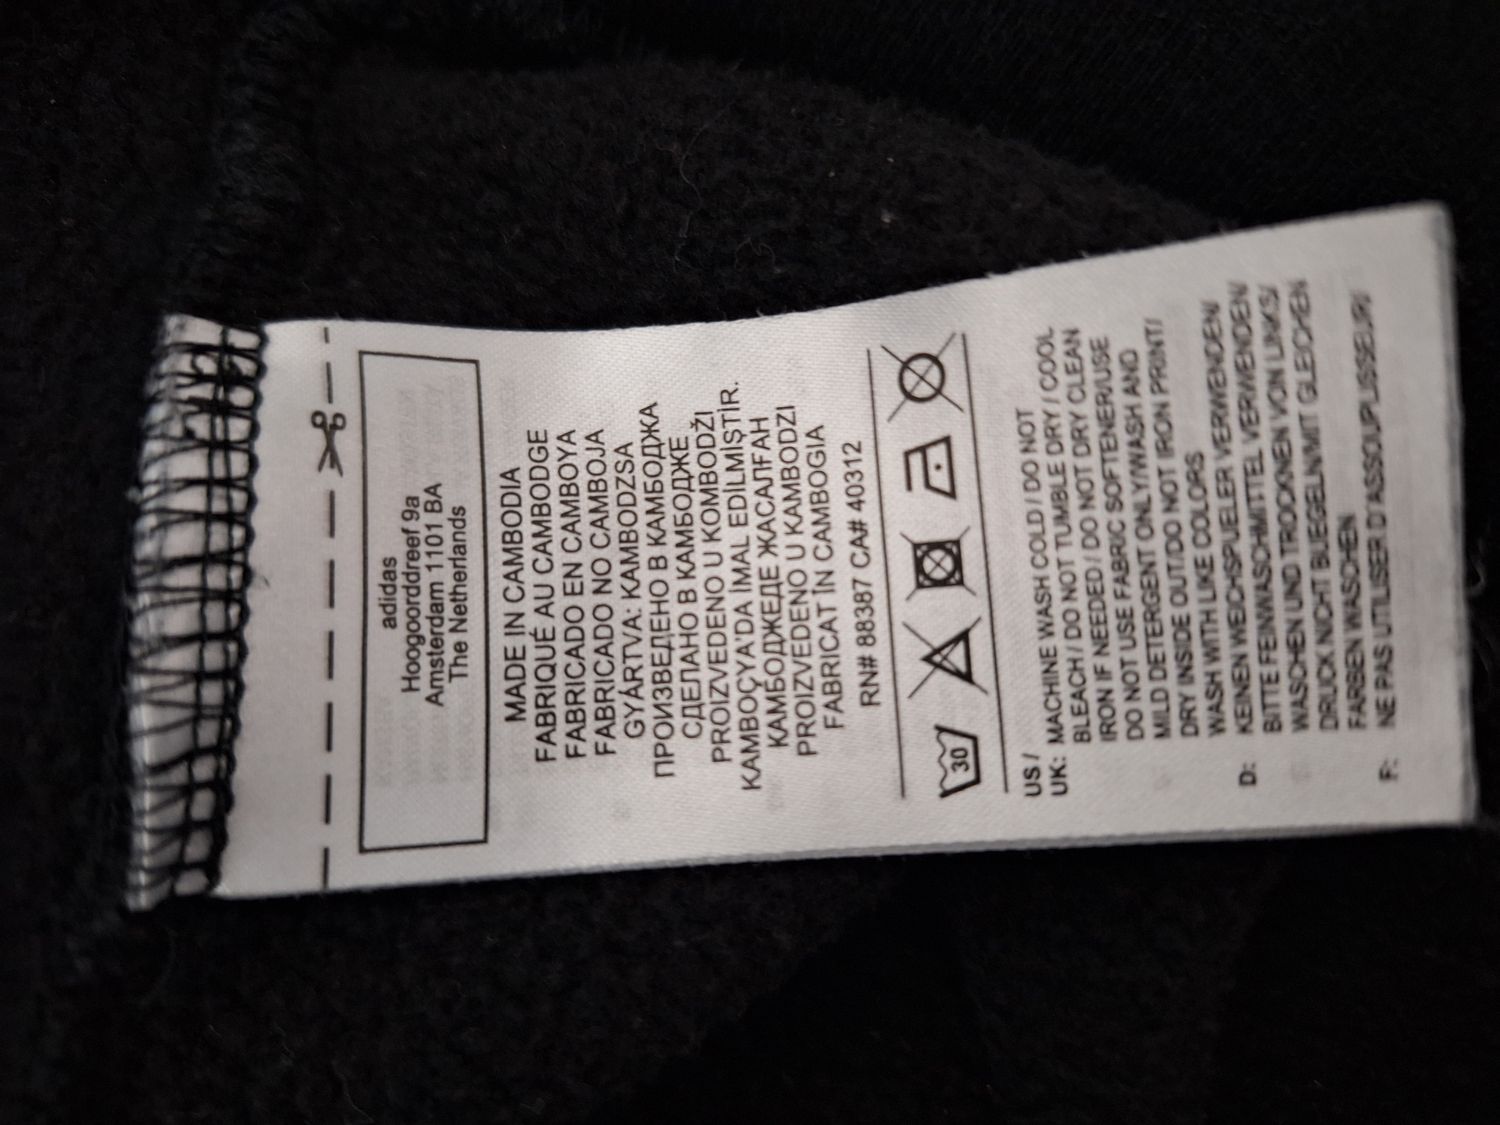 adidas
Hoogoorddreef 9a
Amsterdam 1101 BA
The Netherlands
MADE IN CAMBODIA
FABRIQUÉ AU CAMBODGE
FABRICADO EN CAMBOYA
FABRICADO NO CAMBOJA
GYÁRTVA: KAMBODZSA
ПРОИЗВЕДЕНО В КАМБОДЖА
СДЕЛАНО В КАМБОДЖЕ
PROIZVEDENO U KOMBODŽI
KAMBOÇYA'DA İMAL EDİLMİŞTİR.
КАМБОДЖЕДЕ ЖАСАЛҒАН
PROIZVEDENO U KAMBODZI
FABRICAT ÎN CAMBOGIA
RN# 88387 CA# 40312
30
US / MACHINE WASH COLD / DO NOT
UK: BLEACH / DO NOT TUMBLE DRY / COOL
IRON IF NEEDED / DO NOT DRY CLEAN
DO NOT USE FABRIC SOFTENER/USE
MILD DETERGENT ONLY/WASH AND
DRY INSIDE OUT/DO NOT IRON PRINT/
WASH WITH LIKE COLORS
D: KEINEN WEICHSPUELER VERWENDEN/
BITTE FEINWASCHMITTEL VERWENDEN/
WASCHEN UND TROCKNEN VON LINKS/
DRUCK NICHT BUEGELN/MIT GLEICHEN
FARBEN WASCHEN
F: NE PAS UTILISER D'ASSOUPLISSEUR/